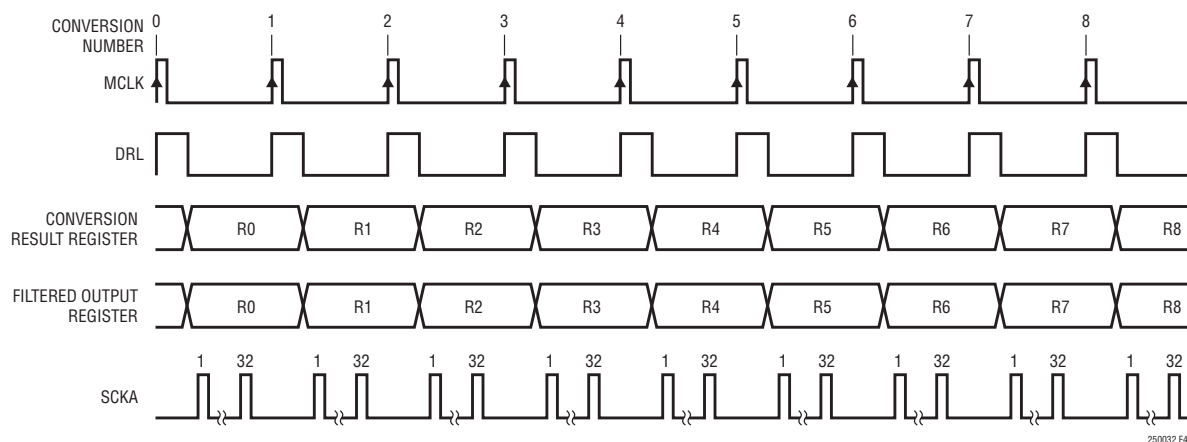 CONVERSION
NUMBER
0 1 2 3 4 5 6 7 8
MCLK
DRL
CONVERSION
RESULT REGISTER
R0 R1 R2 R3 R4 R5 R6 R7 R8
FILTERED OUTPUT
REGISTER
R0 R1 R2 R3 R4 R5 R6 R7 R8
1 32 1 32 1 32 1 32 1 32 1 32 1 32 1 32 1 32
SCKA
250032 F4